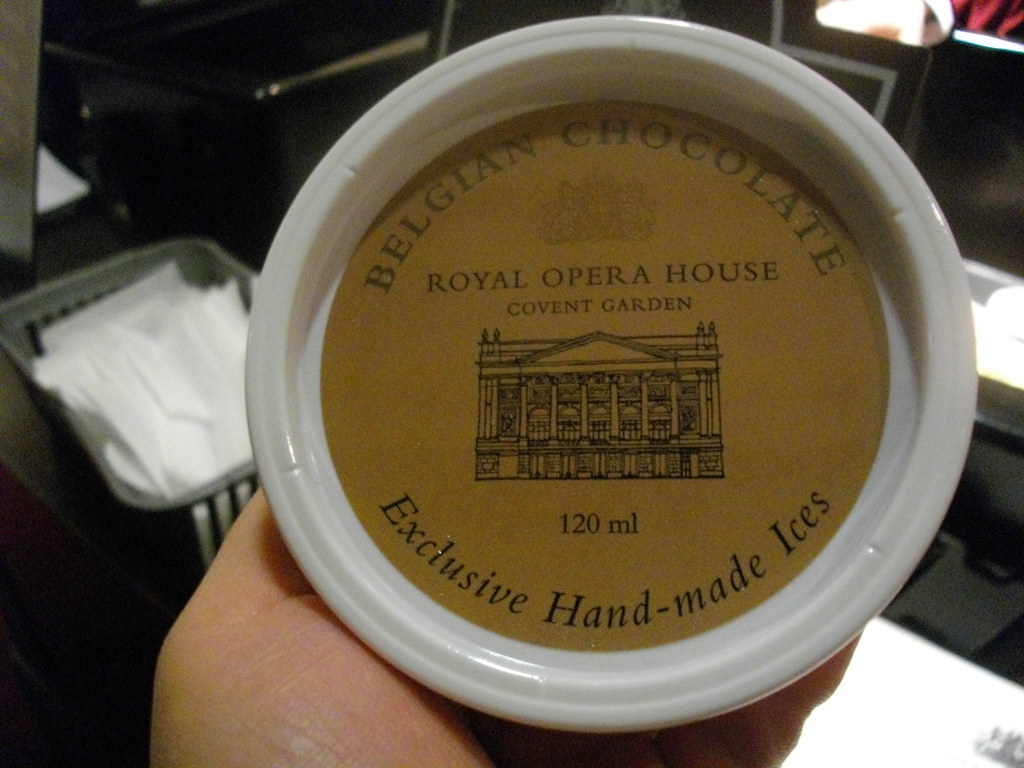 BELGIAN CHOCOLATE
ROYAL OPERA HOUSE
COVENT GARDEN
120 ml
Exclusive Hand-made Ices